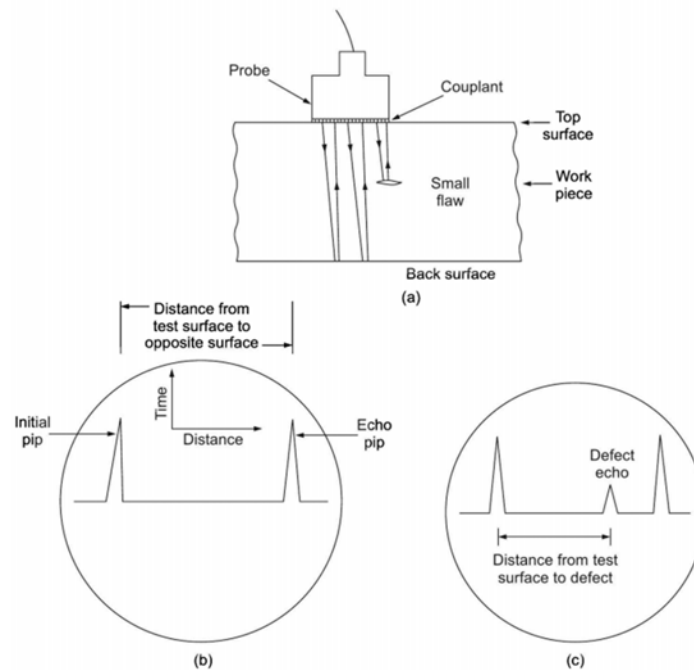 Probe
Couplant
Top
surface
Small
flaw
Work
piece
Back surface
(a)
Distance from
test surface to
opposite surface
Initial
pip
Time
Distance
Echo
pip
(b)
Defect
echo
Distance from test
surface to defect
(c)